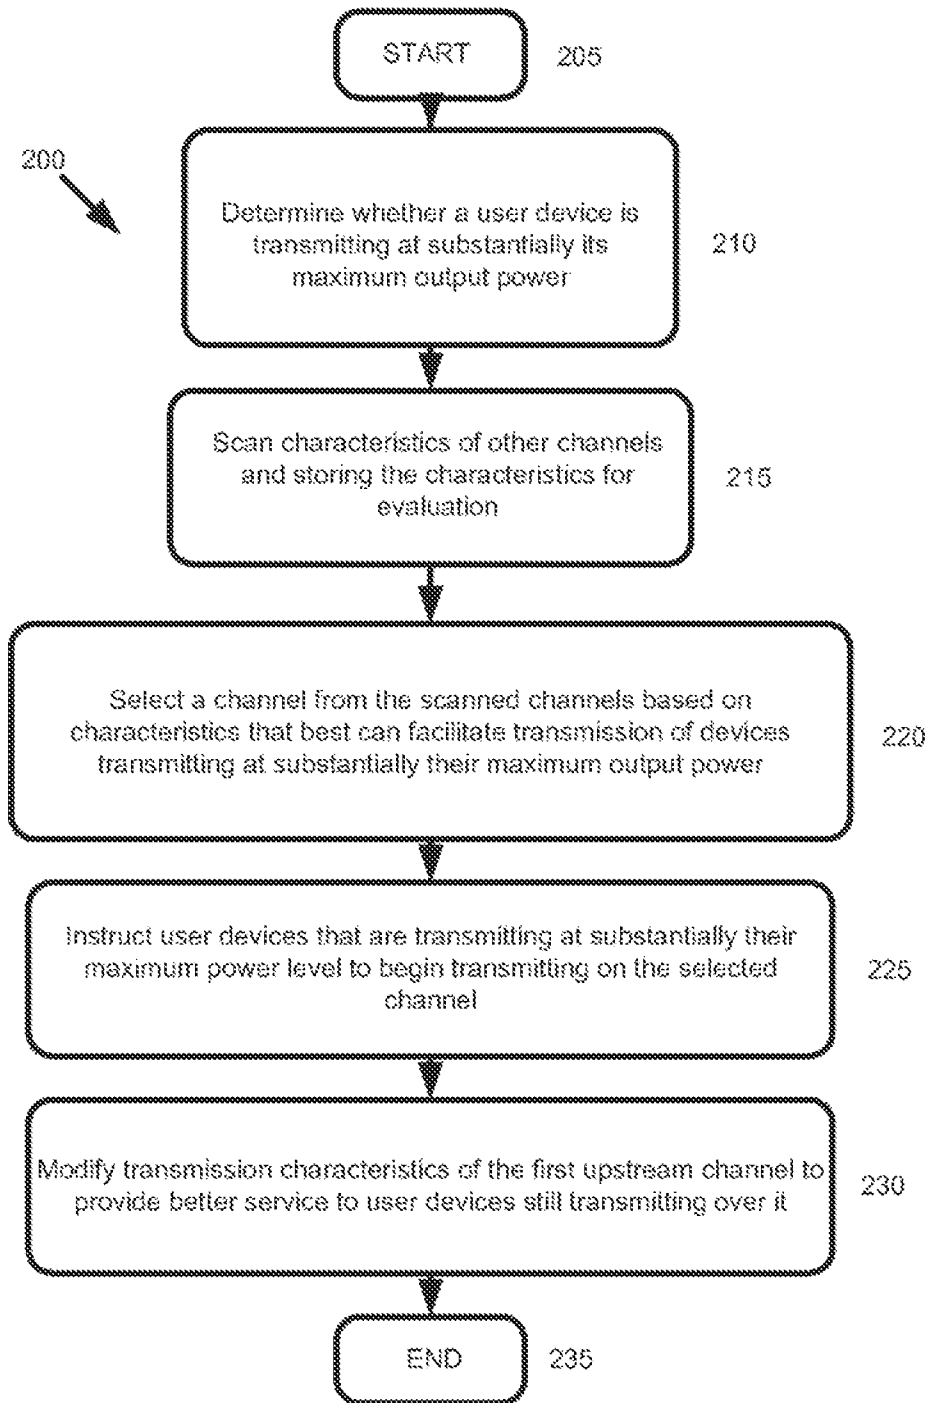 START
205
200
Determine whether a user device is
transmitting at substantially its
maximum output power
210
Scan characteristics of other channels
and storing the characteristics for
evaluation
215
Select a channel from the scanned channels based on
characteristics that best can facilitate transmission of devices
transmitting at substantially their maximum output power
220
Instruct user devices that are transmitting at substantially their
maximum power level to begin transmitting on the selected
channel
225
Modify transmission characteristics of the first upstream channel to
provide better service to user devices still transmitting over it
230
END
235